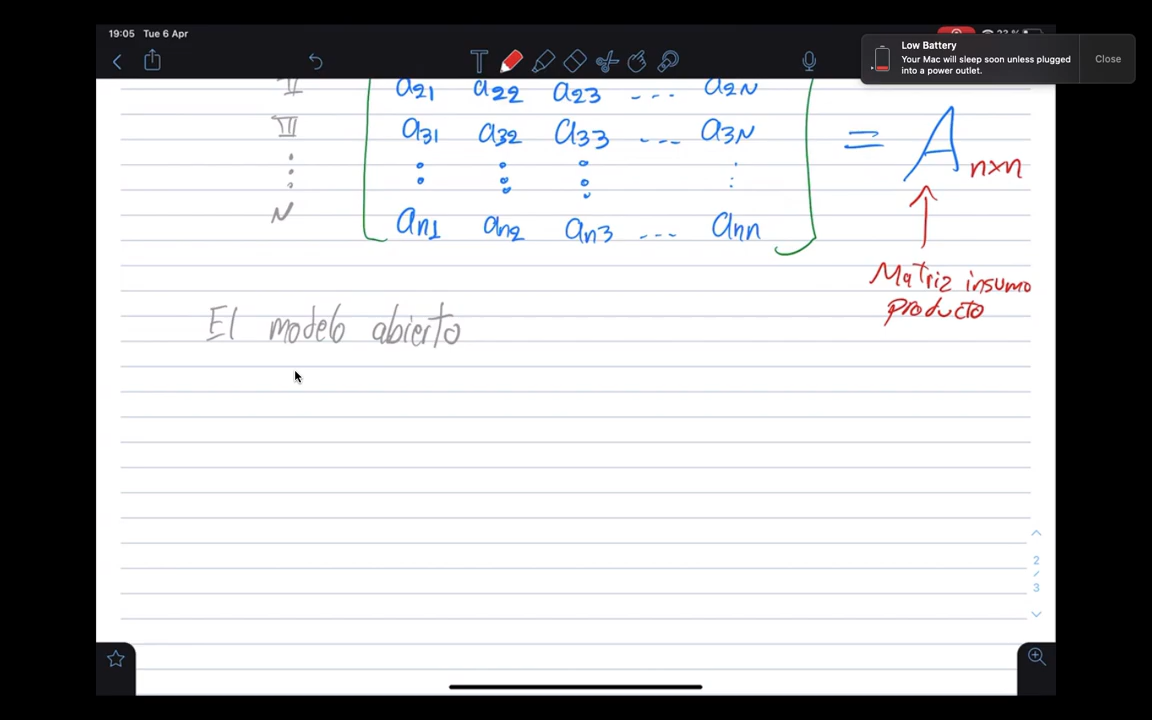 19:05 Tue 6 Apr
Low Battery
Your Mac will sleep soon unless plugged
into a power outlet.
Close
II a21 a22 a23 --- a2N
III a31 a32 a33 --- a3N = A n×n
N an1 an2 an3 --- ann
Matriz insumo
producto
El modelo abierto
2
/
3